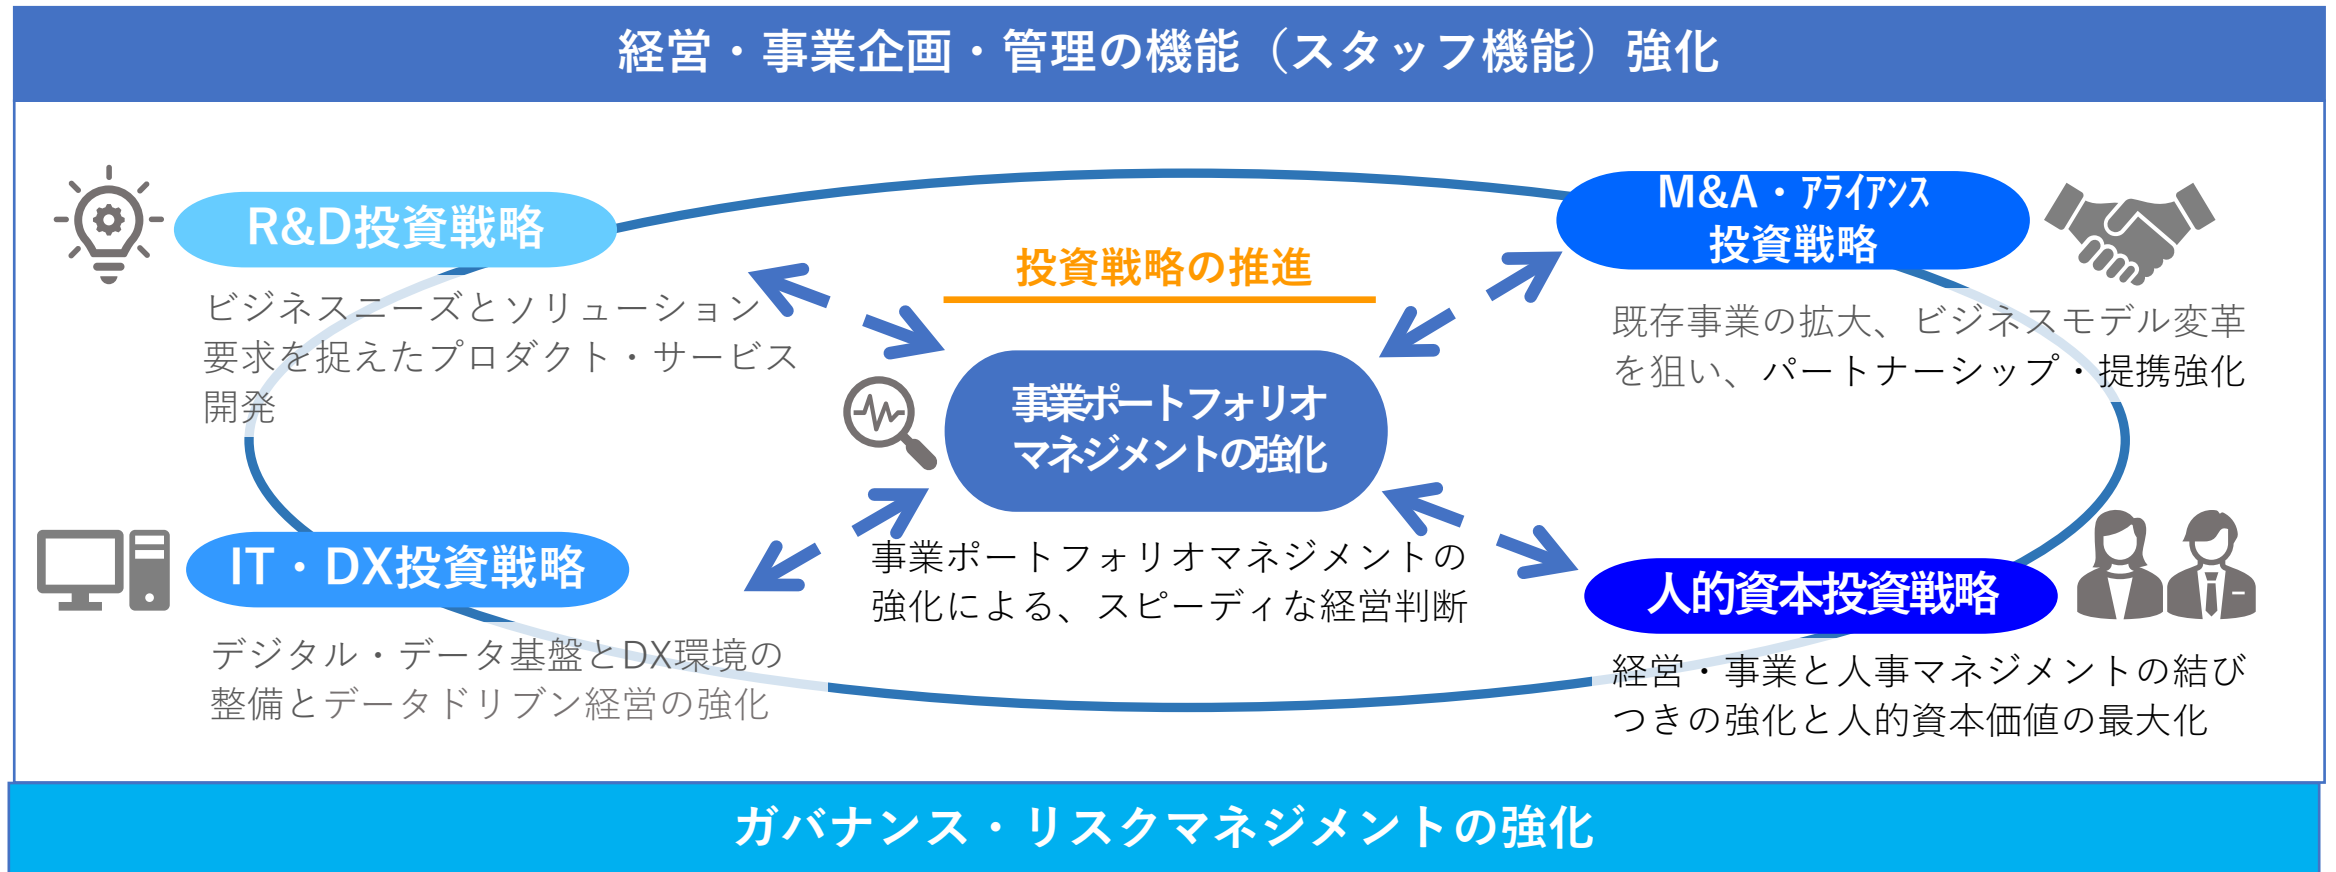 経営・事業企画・管理の機能（スタッフ機能）強化
R&D投資戦略
ビジネスニーズとソリューション
要求を捉えたプロダクト・サービス
開発
M&A・ｱﾗｲｱﾝｽ
投資戦略
既存事業の拡大、ビジネスモデル変革
を狙い、パートナーシップ・提携強化
投資戦略の推進
事業ポートフォリオ
マネジメントの強化
事業ポートフォリオマネジメントの
強化による、スピーディな経営判断
IT・DX投資戦略
デジタル・データ基盤とDX環境の
整備とデータドリブン経営の強化
人的資本投資戦略
経営・事業と人事マネジメントの結び
つきの強化と人的資本価値の最大化
ガバナンス・リスクマネジメントの強化